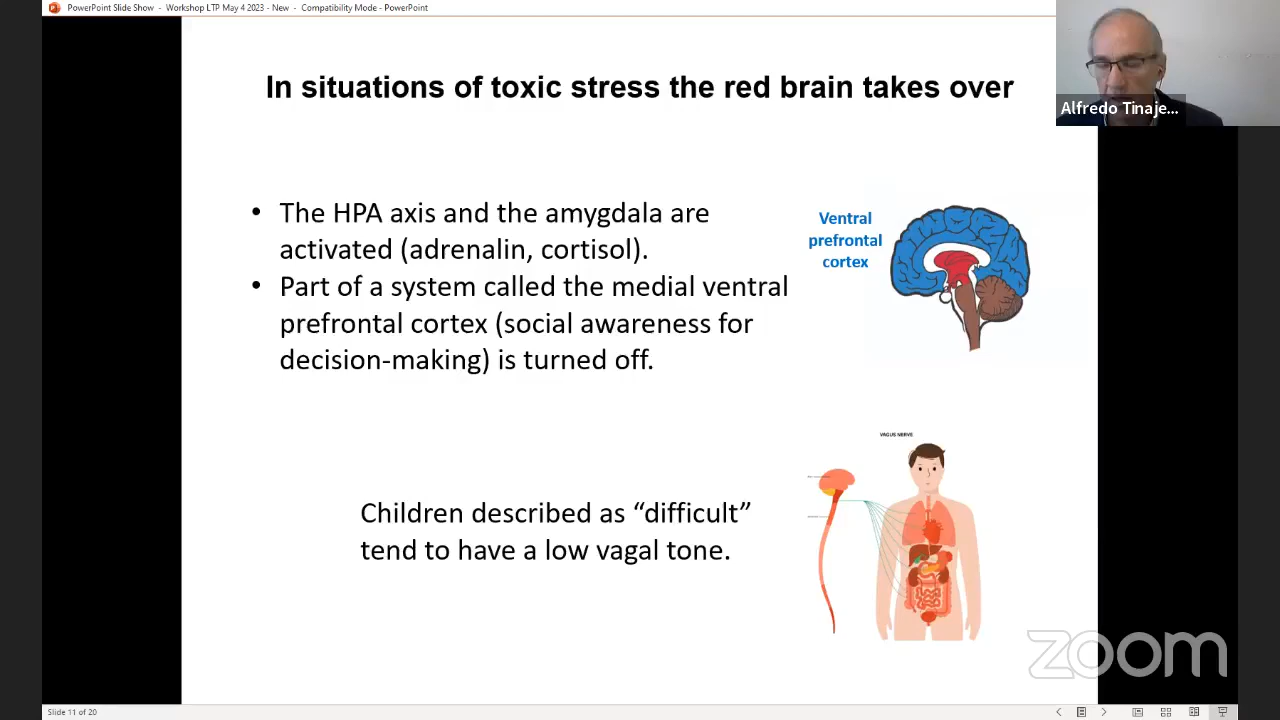 PowerPoint Slide Show - Workshop LTP May 4 2023 - New - Compatibility Mode - PowerPoint
Alfredo Tinaje...
In situations of toxic stress the red brain takes over
• The HPA axis and the amygdala are
activated (adrenalin, cortisol).
• Part of a system called the medial ventral
prefrontal cortex (social awareness for
decision-making) is turned off.
Ventral
prefrontal
cortex
VAGUS NERVE
Children described as “difficult”
tend to have a low vagal tone.
zoom
Slide 11 of 20